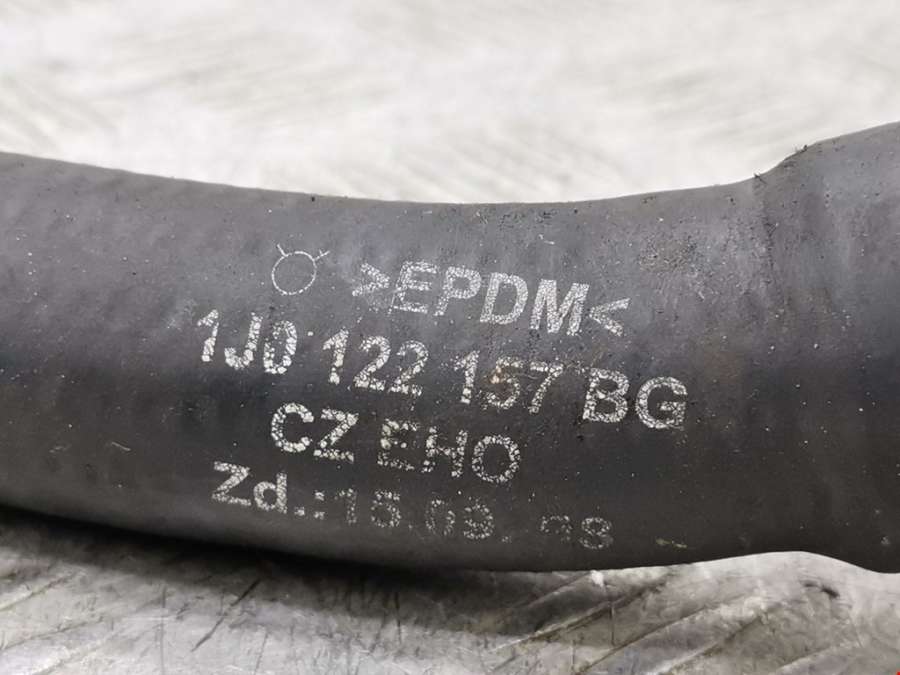 >EPDM<
1J0 122 157 BG
CZ EHO
Zd.:15.09.